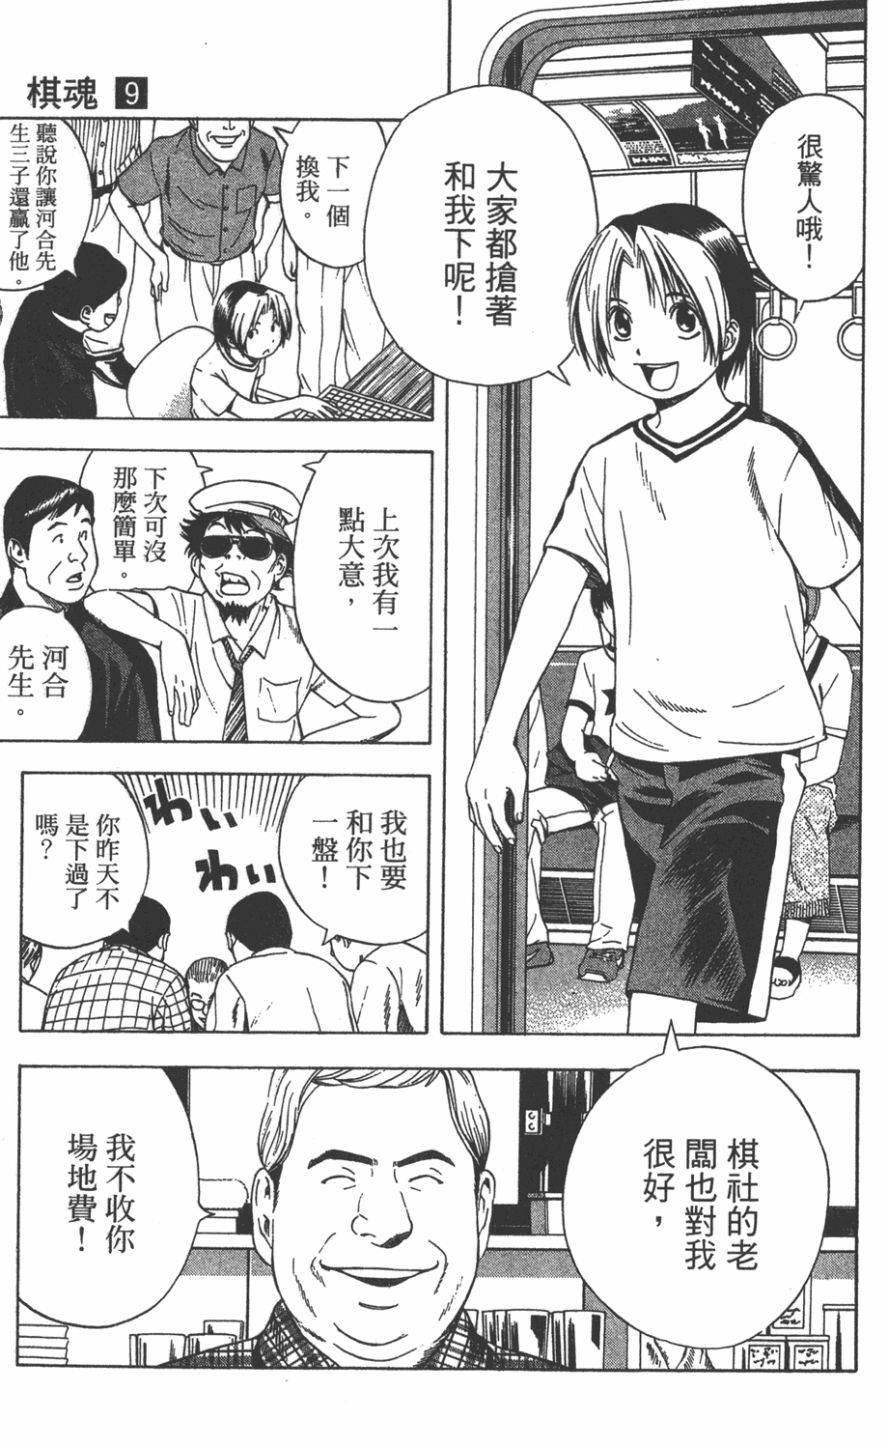 棋魂 9
很驚人哦！
大家都搶著
和我下呢！
下一個
換我。
聽說你讓河合先
生三子還贏了他。
上次我有一
點大意，
下次可沒
那麼簡單。
河合
先生。
我也要
和你下
一盤！
わいわい
你昨天不
是下過了
嗎？
棋社的老
闆也對我
很好，
我不收你
場地費！